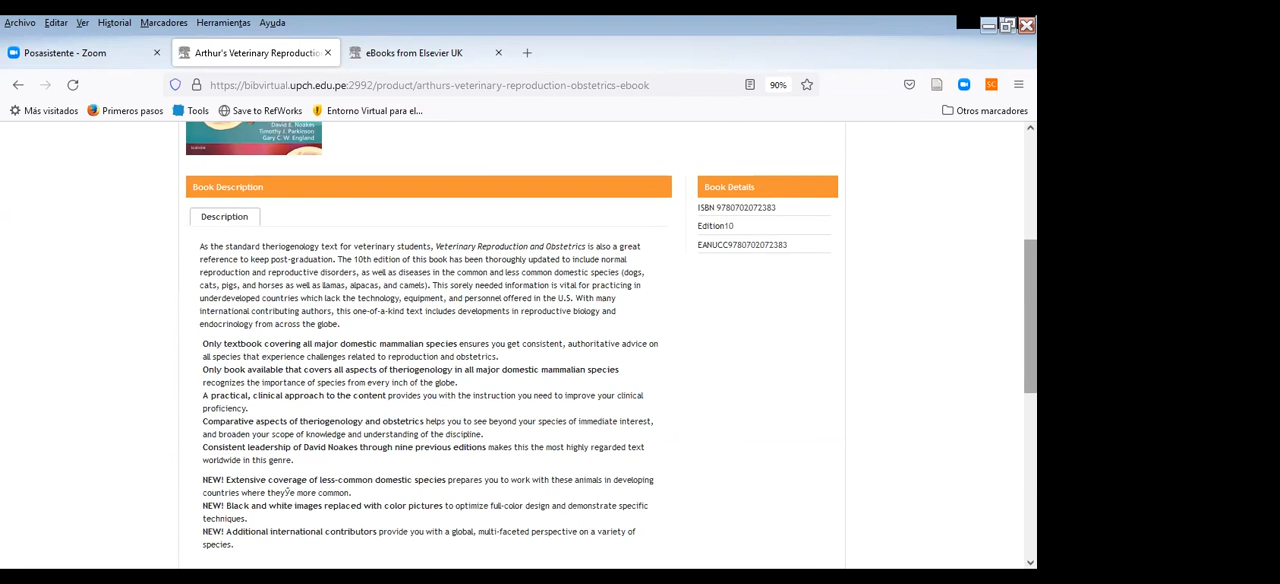 Archivo Editar Ver Historial Marcadores Herramientas Ayuda
Posasistente - Zoom
Arthur's Veterinary Reproductio
eBooks from Elsevier UK
https://bibvirtual.upch.edu.pe:2992/product/arthurs-veterinary-reproduction-obstetrics-ebook
90%
Más visitados Primeros pasos Tools Save to RefWorks Entorno Virtual para el... Otros marcadores
David E. Noakes
Timothy J. Parkinson
Gary C. W. England
ELSEVIER
Book Description
Description
As the standard theriogenology text for veterinary students, Veterinary Reproduction and Obstetrics is also a great
reference to keep post-graduation. The 10th edition of this book has been thoroughly updated to include normal
reproduction and reproductive disorders, as well as diseases in the common and less common domestic species (dogs,
cats, pigs, and horses as well as llamas, alpacas, and camels). This sorely needed information is vital for practicing in
underdeveloped countries which lack the technology, equipment, and personnel offered in the U.S. With many
international contributing authors, this one-of-a-kind text includes developments in reproductive biology and
endocrinology from across the globe.
Only textbook covering all major domestic mammalian species ensures you get consistent, authoritative advice on
all species that experience challenges related to reproduction and obstetrics.
Only book available that covers all aspects of theriogenology in all major domestic mammalian species
recognizes the importance of species from every inch of the globe.
A practical, clinical approach to the content provides you with the instruction you need to improve your clinical
proficiency.
Comparative aspects of theriogenology and obstetrics helps you to see beyond your species of immediate interest,
and broaden your scope of knowledge and understanding of the discipline.
Consistent leadership of David Noakes through nine previous editions makes this the most highly regarded text
worldwide in this genre.
NEW! Extensive coverage of less-common domestic species prepares you to work with these animals in developing
countries where they're more common.
NEW! Black and white images replaced with color pictures to optimize full-color design and demonstrate specific
techniques.
NEW! Additional international contributors provide you with a global, multi-faceted perspective on a variety of
species.
Book Details
ISBN 9780702072383
Edition10
EANUCC9780702072383